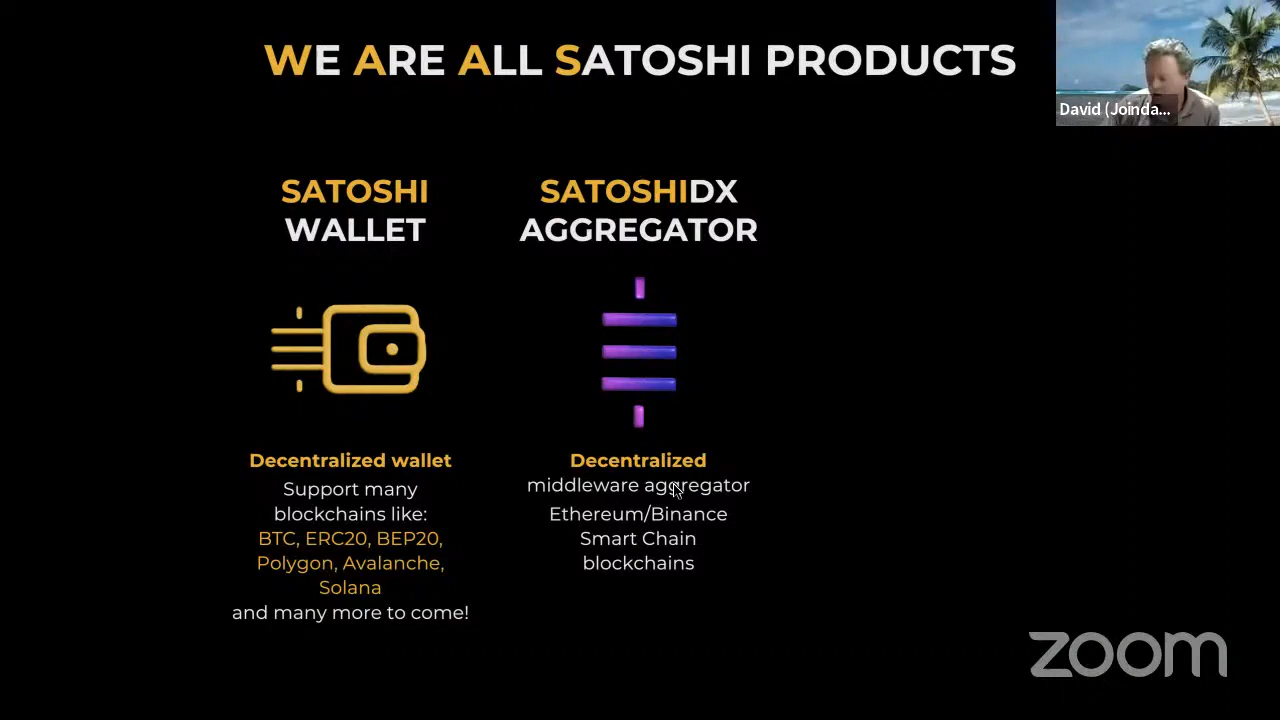 WE ARE ALL SATOSHI PRODUCTS
David (Joinda...
SATOSHI
WALLET
SATOSHIDX
AGGREGATOR
Decentralized wallet
Support many
blockchains like:
BTC, ERC20, BEP20,
Polygon, Avalanche,
Solana
and many more to come!
Decentralized
middleware aggregator
Ethereum/Binance
Smart Chain
blockchains
zoom